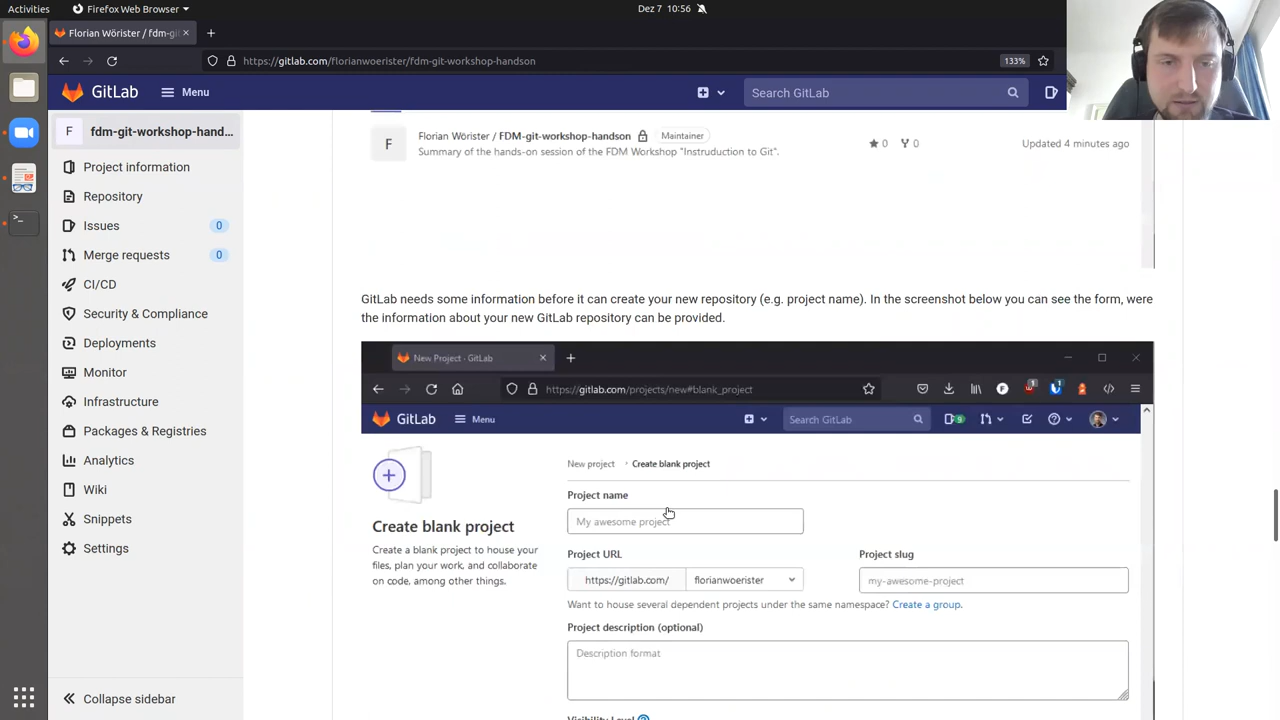 Activities
Firefox Web Browser
Dez 7 10:56
Florian Wörister / fdm-git
https://gitlab.com/florianwoerister/fdm-git-workshop-handson
133%
GitLab
Menu
Search GitLab
F
fdm-git-workshop-hand...
Project information
Repository
Issues
0
Merge requests
0
CI/CD
Security & Compliance
Deployments
Monitor
Infrastructure
Packages & Registries
Analytics
Wiki
Snippets
Settings
Collapse sidebar
F
Florian Wörister / FDM-git-workshop-handson
Maintainer
0
0
Summary of the hands-on session of the FDM Workshop "Instruduction to Git".
Updated 4 minutes ago
GitLab needs some information before it can create your new repository (e.g. project name). In the screenshot below you can see the form, were
the information about your new GitLab repository can be provided.
New Project · GitLab
https://gitlab.com/projects/new#blank_project
GitLab
Menu
Search GitLab
9
Create blank project
Create a blank project to house your
files, plan your work, and collaborate
on code, among other things.
New project
Create blank project
Project name
My awesome project
Project URL
Project slug
https://gitlab.com/
florianwoerister
my-awesome-project
Want to house several dependent projects under the same namespace? Create a group.
Project description (optional)
Description format
Visibility Level